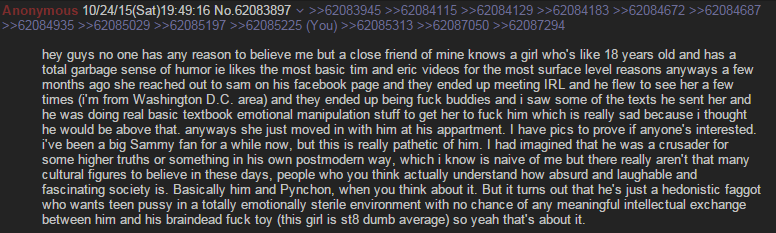 Anonymous 10/24/15(Sat)19:49:16 No.62083897 >>62083945 >>62084115 >>62084129 >>62084183 >>62084672 >>62084687
>>62084935 >>62085029 >>62085197 >>62085225 (You) >>62085313 >>62087050 >>62087294
hey guys no one has any reason to believe me but a close friend of mine knows a girl who's like 18 years old and has a
total garbage sense of humor ie likes the most basic tim and eric videos for the most surface level reasons anyways a few
months ago she reached out to sam on his facebook page and they ended up meeting IRL and he flew to see her a few
times (i'm from Washington D.C. area) and they ended up being fuck buddies and i saw some of the texts he sent her and
he was doing real basic textbook emotional manipulation stuff to get her to fuck him which is really sad because i thought
he would be above that. anyways she just moved in with him at his appartment. I have pics to prove if anyone's interested.
i've been a big Sammy fan for a while now, but this is really pathetic of him. I had imagined that he was a crusader for
some higher truths or something in his own postmodern way, which i know is naive of me but there really aren't that many
cultural figures to believe in these days, people who you think actually understand how absurd and laughable and
fascinating society is. Basically him and Pynchon, when you think about it. But it turns out that he's just a hedonistic faggot
who wants teen pussy in a totally emotionally sterile environment with no chance of any meaningful intellectual exchange
between him and his braindead fuck toy (this girl is st8 dumb average) so yeah that's about it.